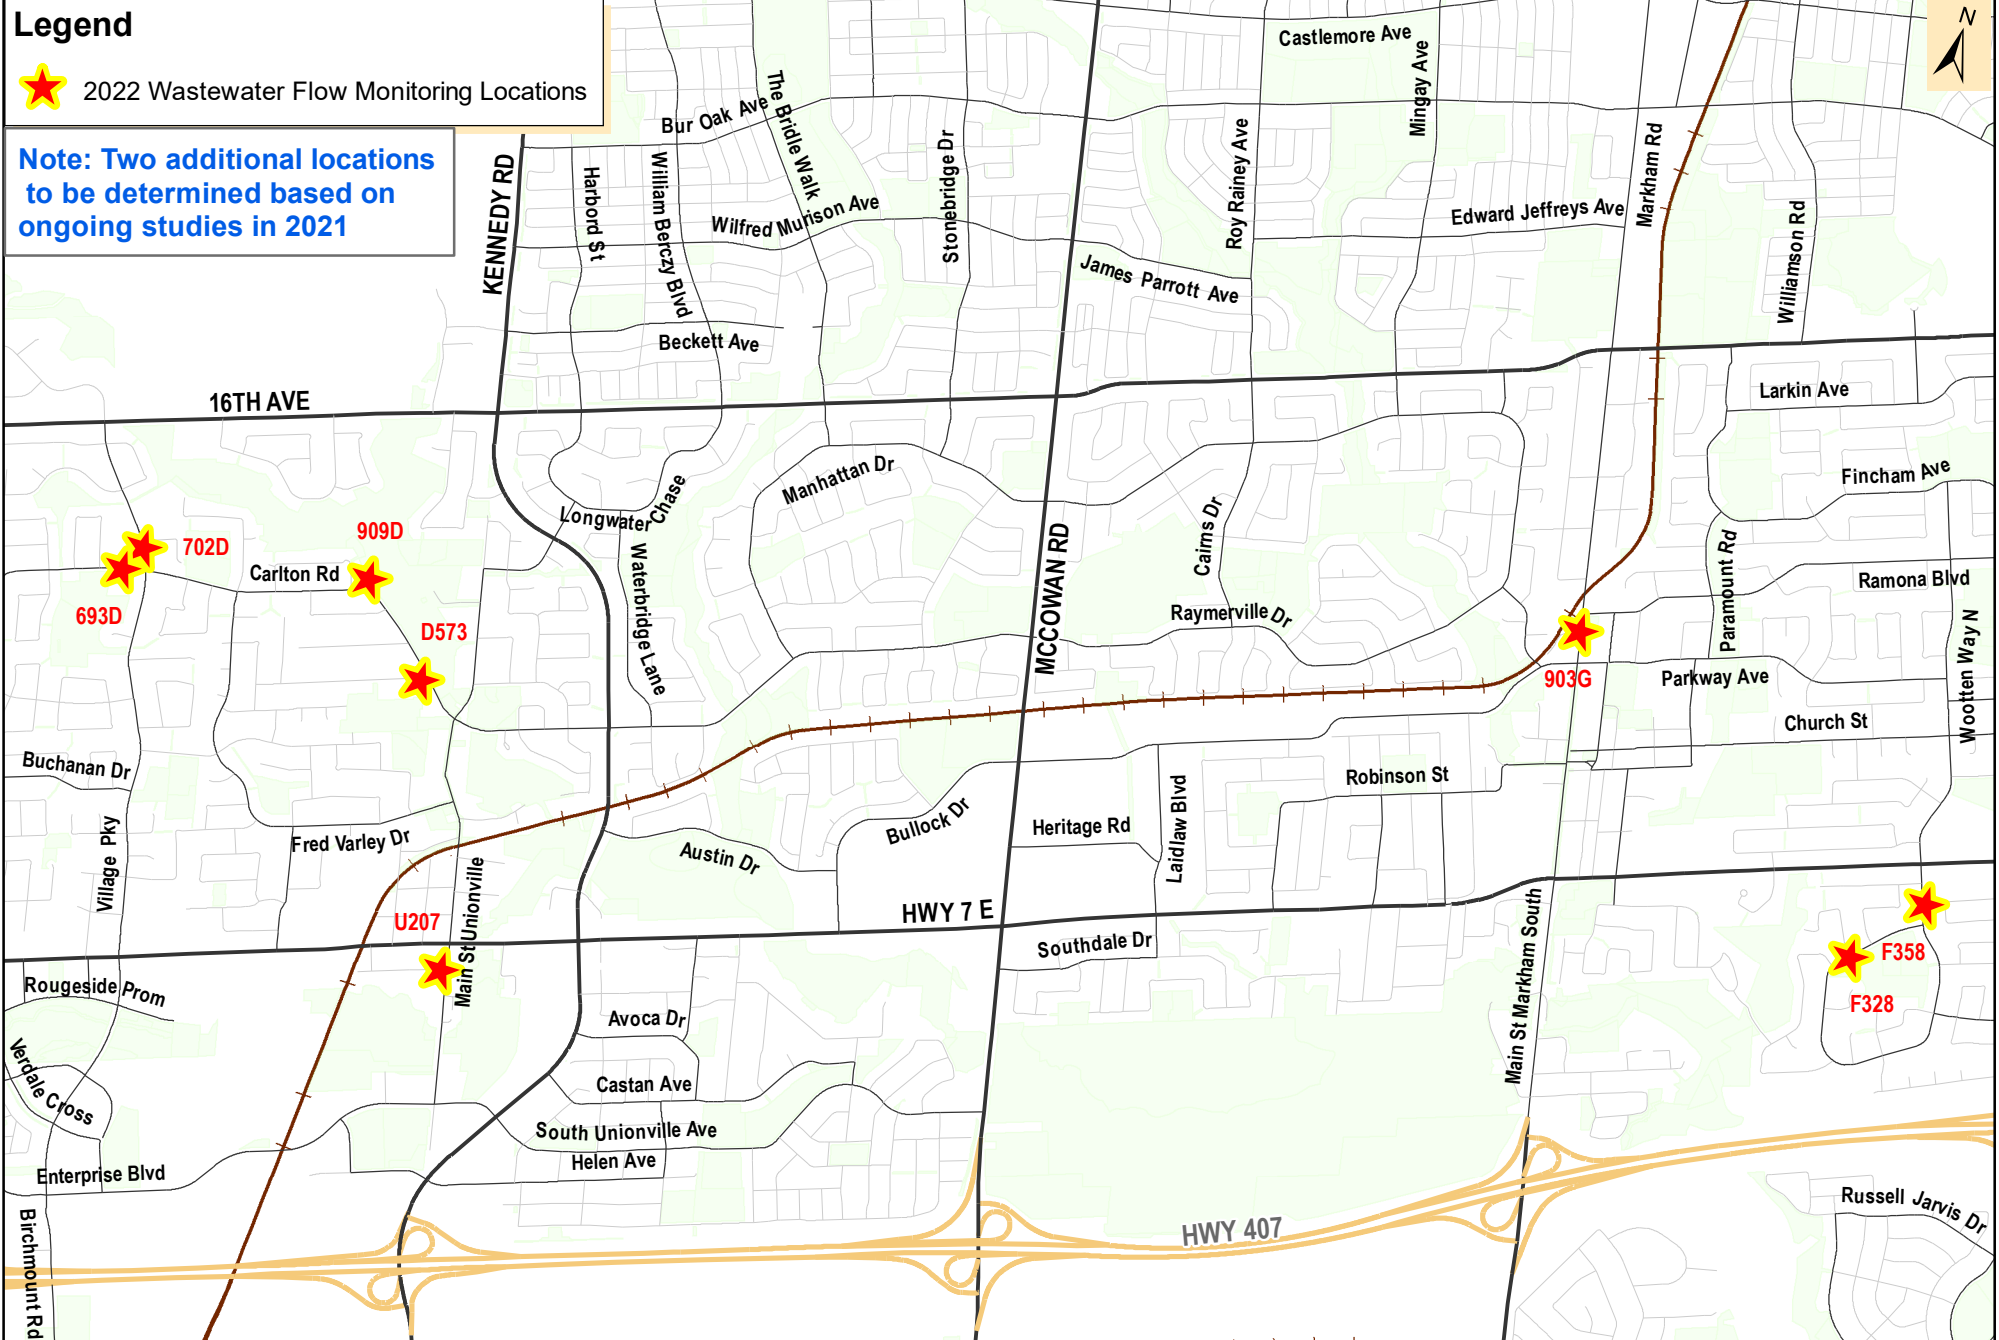 Legend
2022 Wastewater Flow Monitoring Locations
Note: Two additional locations
to be determined based on
ongoing studies in 2021
N
Castlemore Ave
Mingay Ave
Bur Oak Ave
The Bridle Walk
KENNEDY RD
Harbord St
William Berczy Blvd
Wilfred Murison Ave
Stonebridge Dr
Roy Rainey Ave
Markham Rd
Edward Jeffreys Ave
Williamson Rd
James Parrott Ave
Beckett Ave
16TH AVE
Larkin Ave
Manhattan Dr
Fincham Ave
Longwater Chase
909D
702D
Carlton Rd
693D
D573
Waterbridge Lane
MCCOWAN RD
Cairns Dr
Raymerville Dr
Paramount Rd
Ramona Blvd
903G
Parkway Ave
Wootten Way N
Church St
Buchanan Dr
Village Pky
Fred Varley Dr
Austin Dr
Bullock Dr
Heritage Rd
Laidlaw Blvd
Robinson St
U207
Main St Unionville
HWY 7 E
Southdale Dr
Main St Markham South
F358
F328
Rougeside Prom
Avoca Dr
Verdale Cross
Castan Ave
South Unionville Ave
Helen Ave
Enterprise Blvd
Birchmount Rd
HWY 407
Russell Jarvis Dr